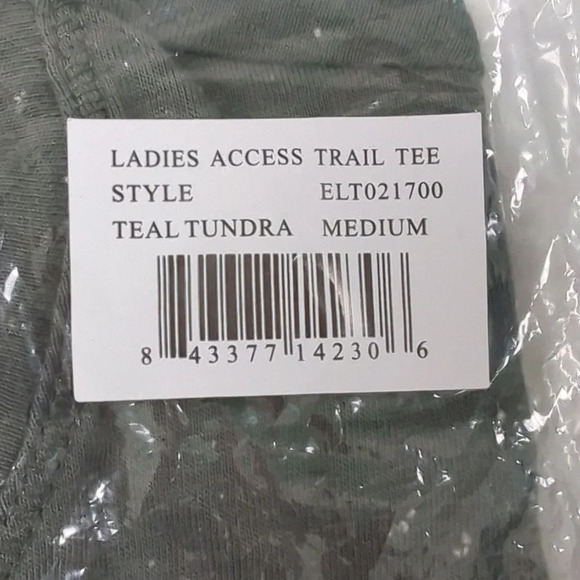 LADIES ACCESS TRAIL TEE
STYLE ELT021700
TEAL TUNDRA MEDIUM
8 43377 14230 6